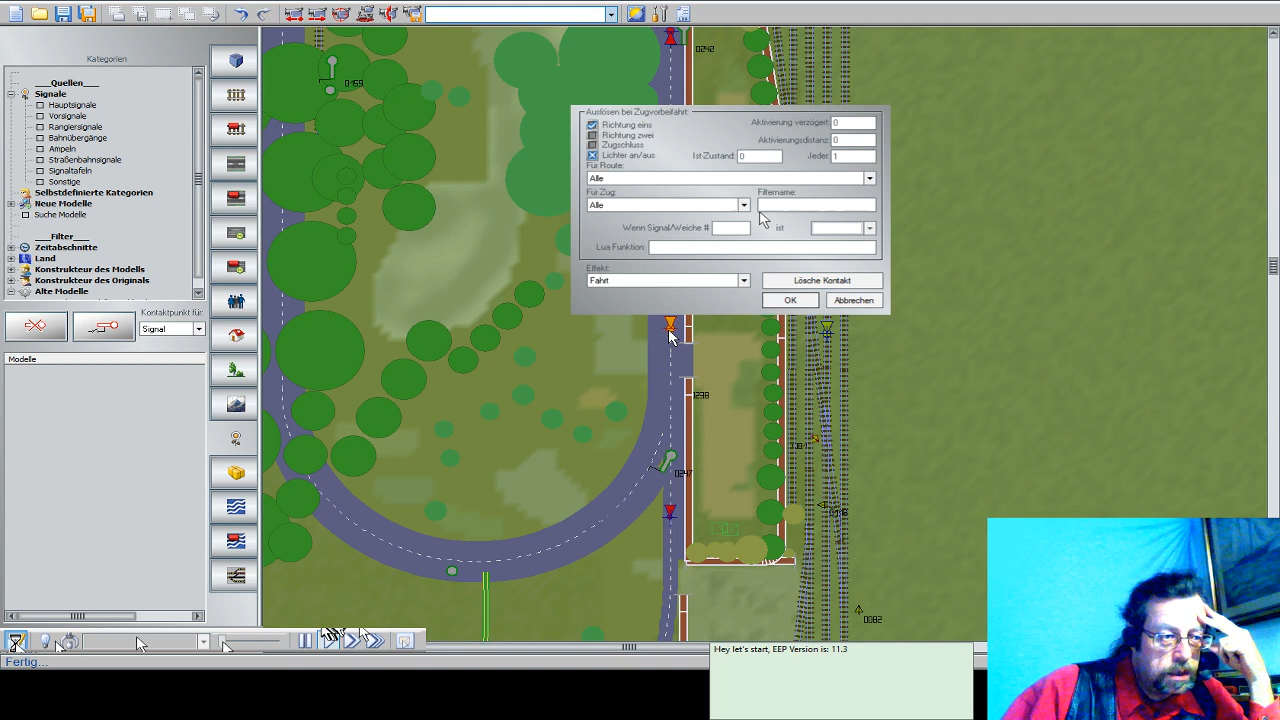 Kategorien
Quellen
Signale
Hauptsignale
Vorsignale
Rangiersignale
Bahnübergänge
Ampeln
Straßenbahnsignale
Signaltafeln
Sonstige
Selbstdefinierte Kategorien
Neue Modelle
Suche Modelle
___Filter___
Zeitabschnitte
Land
Konstrukteure des Modells
Konstrukteure des Originals
Alte Modelle
Kontaktpunkt für:
Signal
Modelle
Fertig...
0242
0159
Auslösen bei Zugvorbeifahrt:
Richtung eins
Aktivierung verzögert: 0
Richtung zwei
Zugschluss
Aktivierungsdistanz: 0
Lichter an/aus
Ist-Zustand: 0
Jeder: 1
Für Route:
Alle
Für Zug:
Filtername:
Alle
Wenn Signal/Weiche #
ist
Lua Funktion:
Effekt:
Fahrt
Lösche Kontakt
OK
Abbrechen
0247
0082
Hey let's start, EEP Version is: 11.3